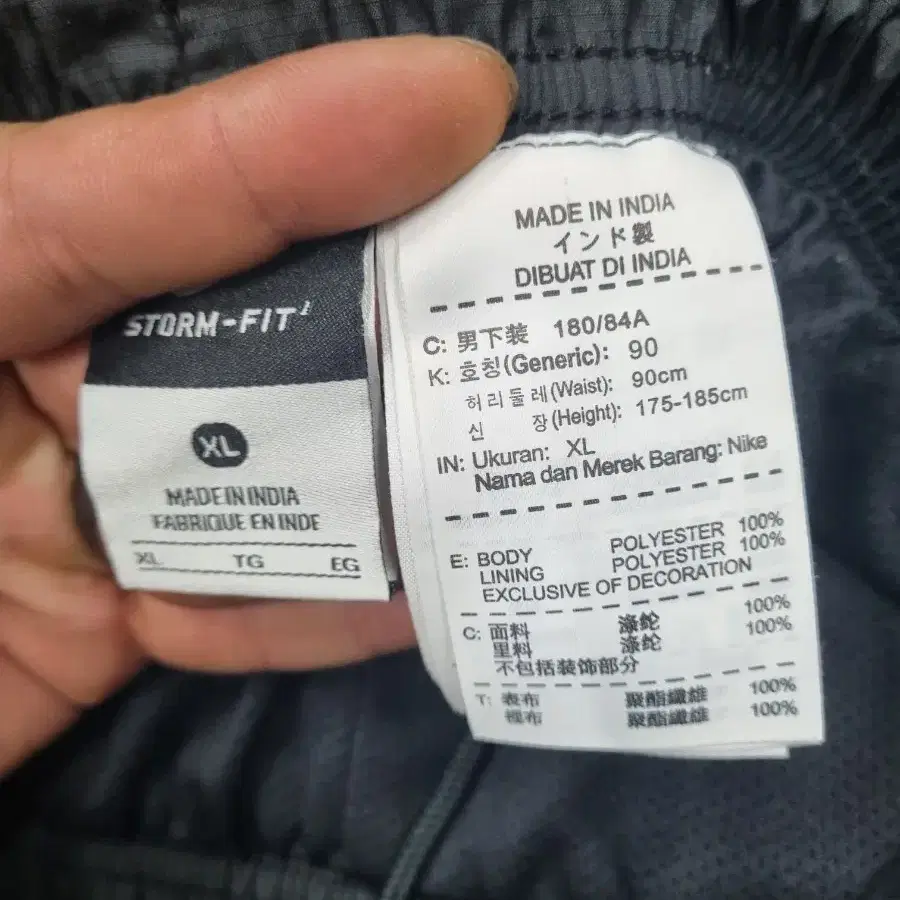 STORM-FIT
XL
MADE IN INDIA
FABRIQUE EN INDE
XL TG EG
MADE IN INDIA
インド製
DIBUAT DI INDIA
C: 男下装 180/84A
K: 호칭(Generic): 90
허리둘레(Waist): 90cm
신 장(Height): 175-185cm
IN: Ukuran: XL
Nama dan Merek Barang: Nike
E: BODY POLYESTER 100%
LINING POLYESTER 100%
EXCLUSIVE OF DECORATION
C: 面料 涤纶 100%
里料 涤纶 100%
不包括装饰部分
T: 表布 聚酯纖維 100%
裡布 聚酯纖維 100%